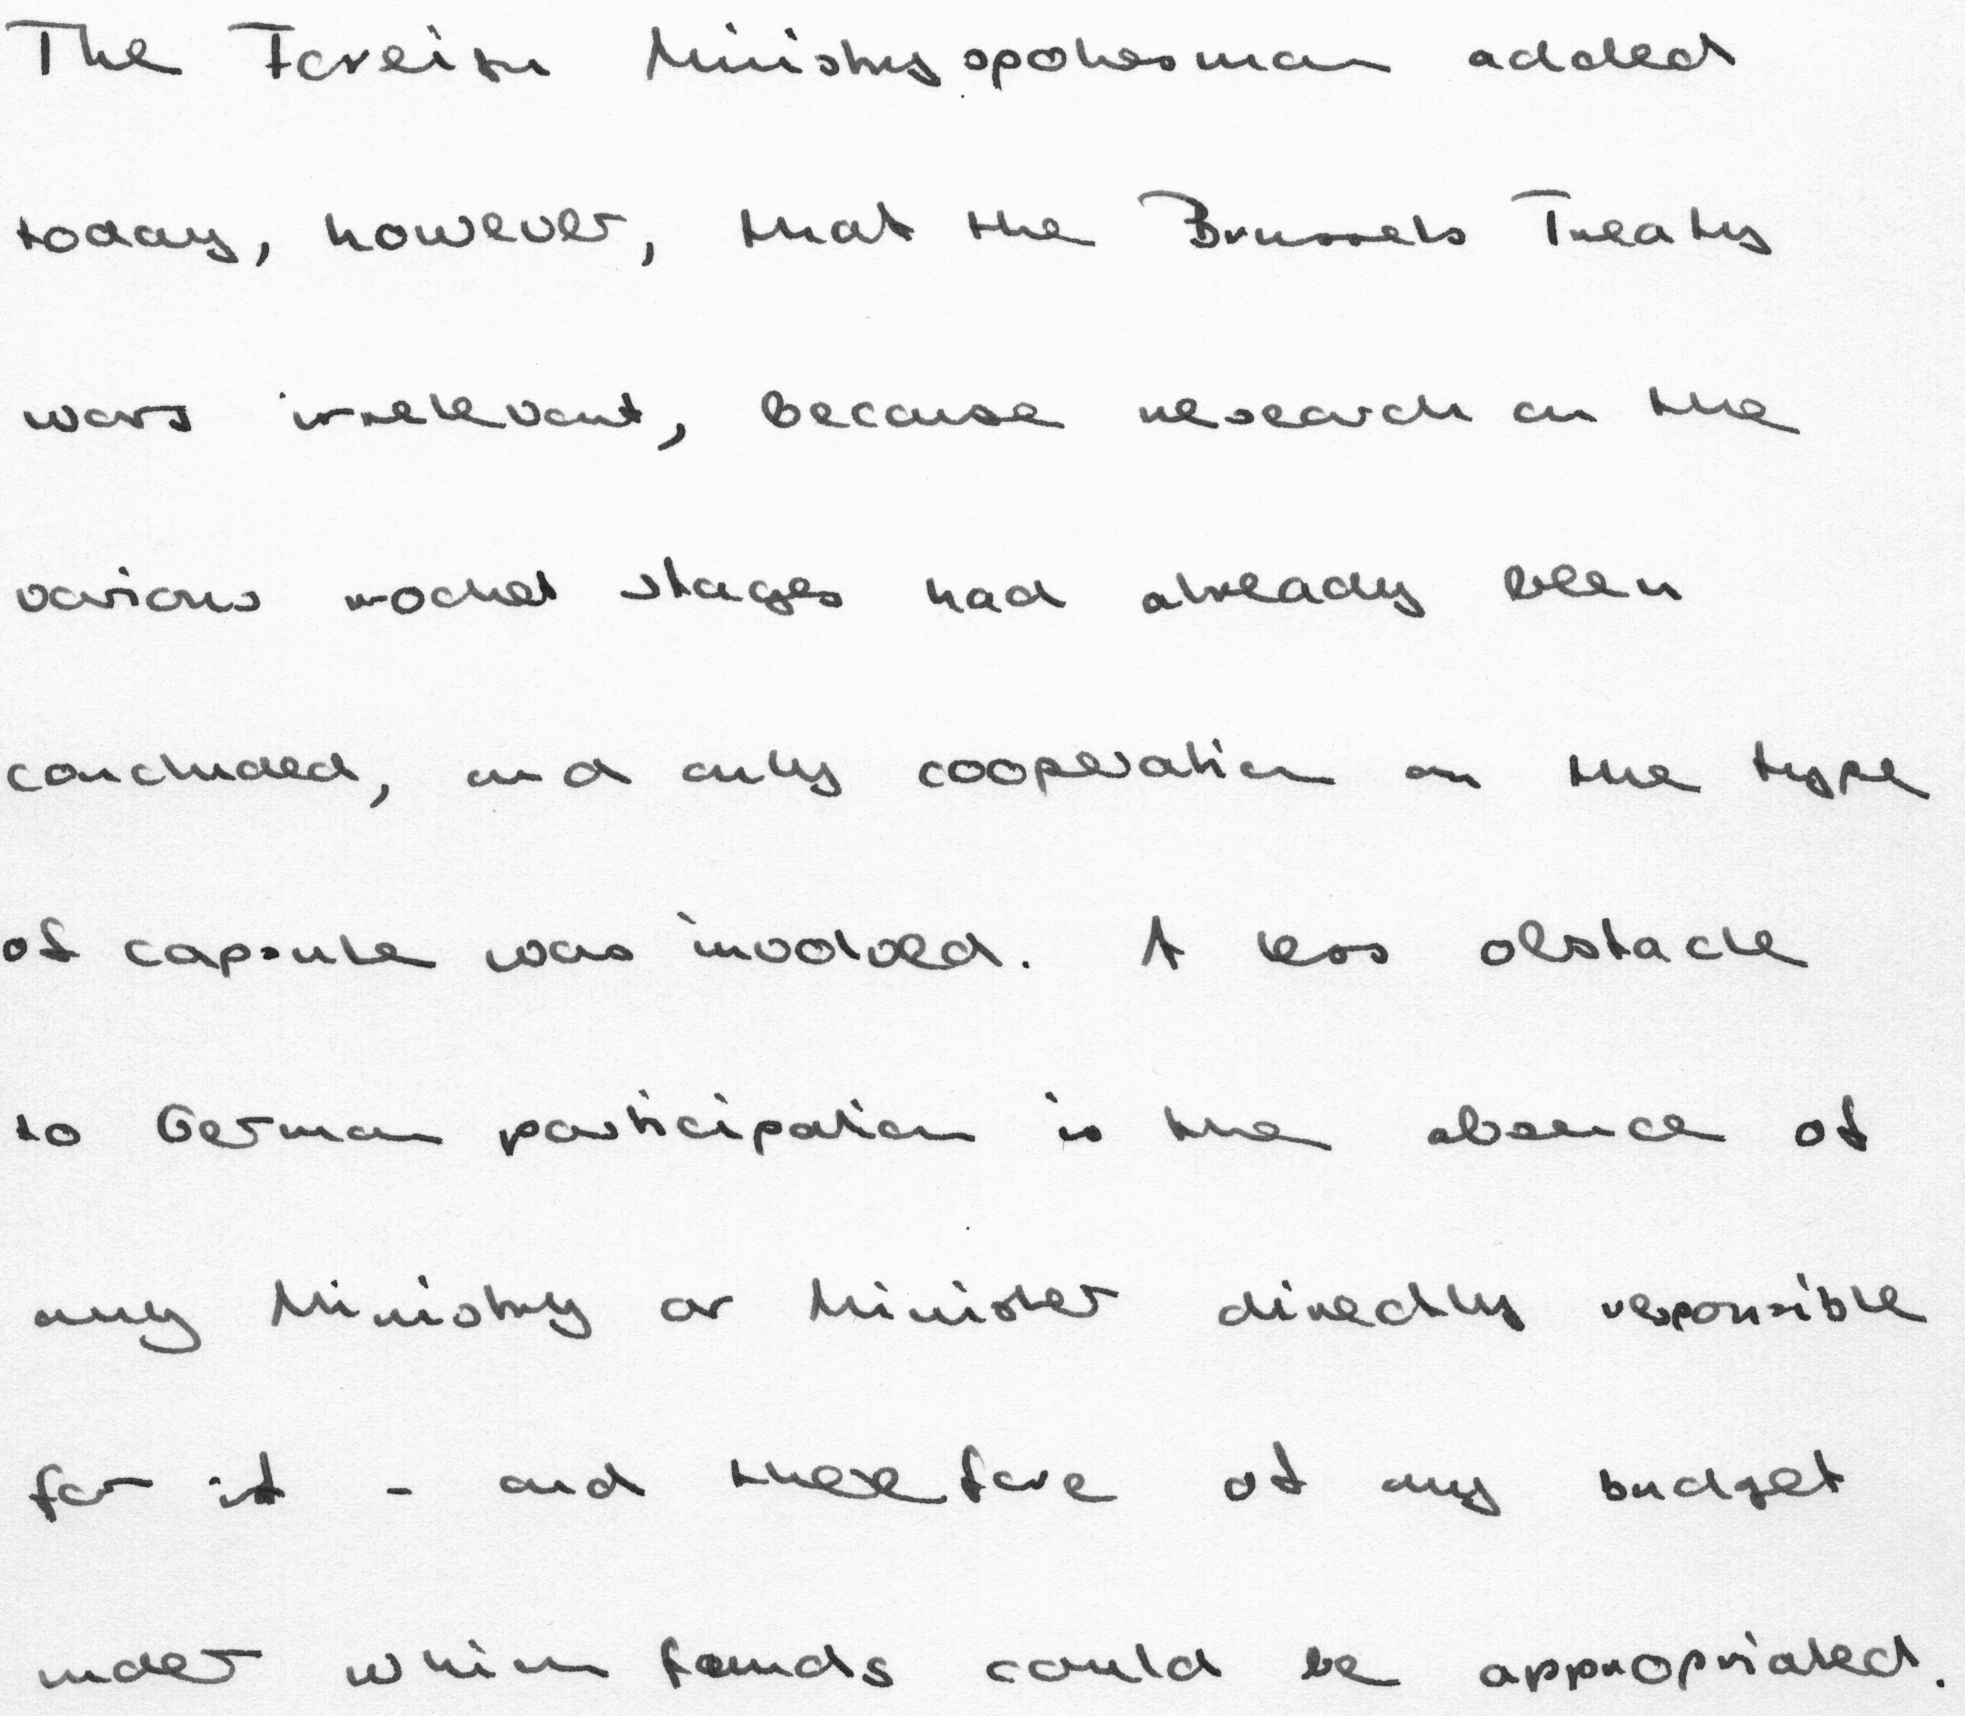 The Foreign Ministry spokesman added
today, however, that the Brussels Treaty
was irrelevant, because research on the
various rocket stages had already been
concluded, and only cooperation on the type
of capsule was involved. A less obstacle
to German participation is the absence of
any Ministry or Minister directly responsible
for it - and therefore of any budget
under which funds could be appropriated.